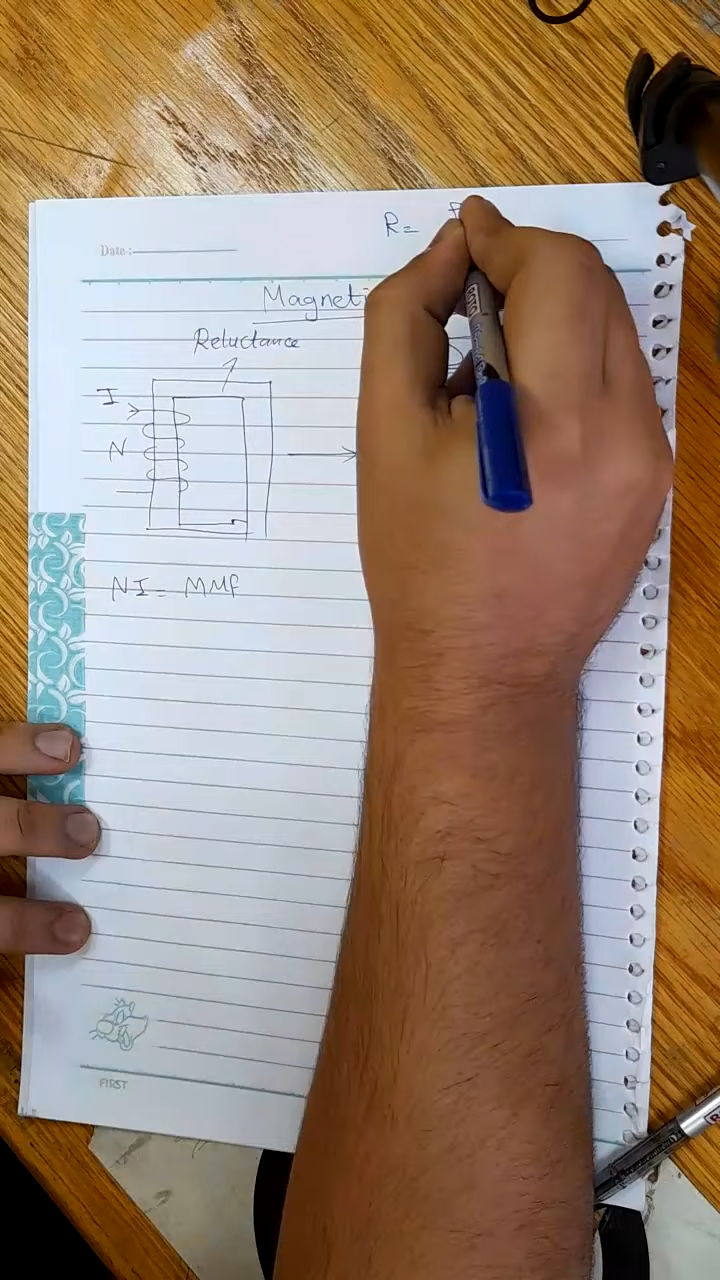 R=
Date:
Magneti
Reluctance
I
N
NI = MMf
FIRST